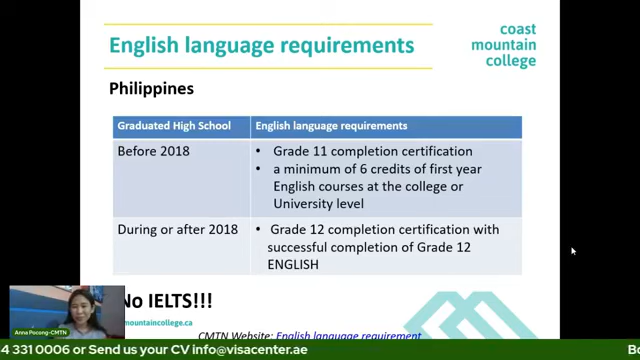 English language requirements
coast
mountain
college
Philippines
Graduated High School
English language requirements
Before 2018
• Grade 11 completion certification
• a minimum of 6 credits of first year
English courses at the college or
University level
During or after 2018
• Grade 12 completion certification with
successful completion of Grade 12
ENGLISH
No IELTS!!!
mountaincollege.ca
Anna Pocong-CMTN
CMTN Website: English language requirement
4 331 0006 or Send us your CV info@visacenter.ae